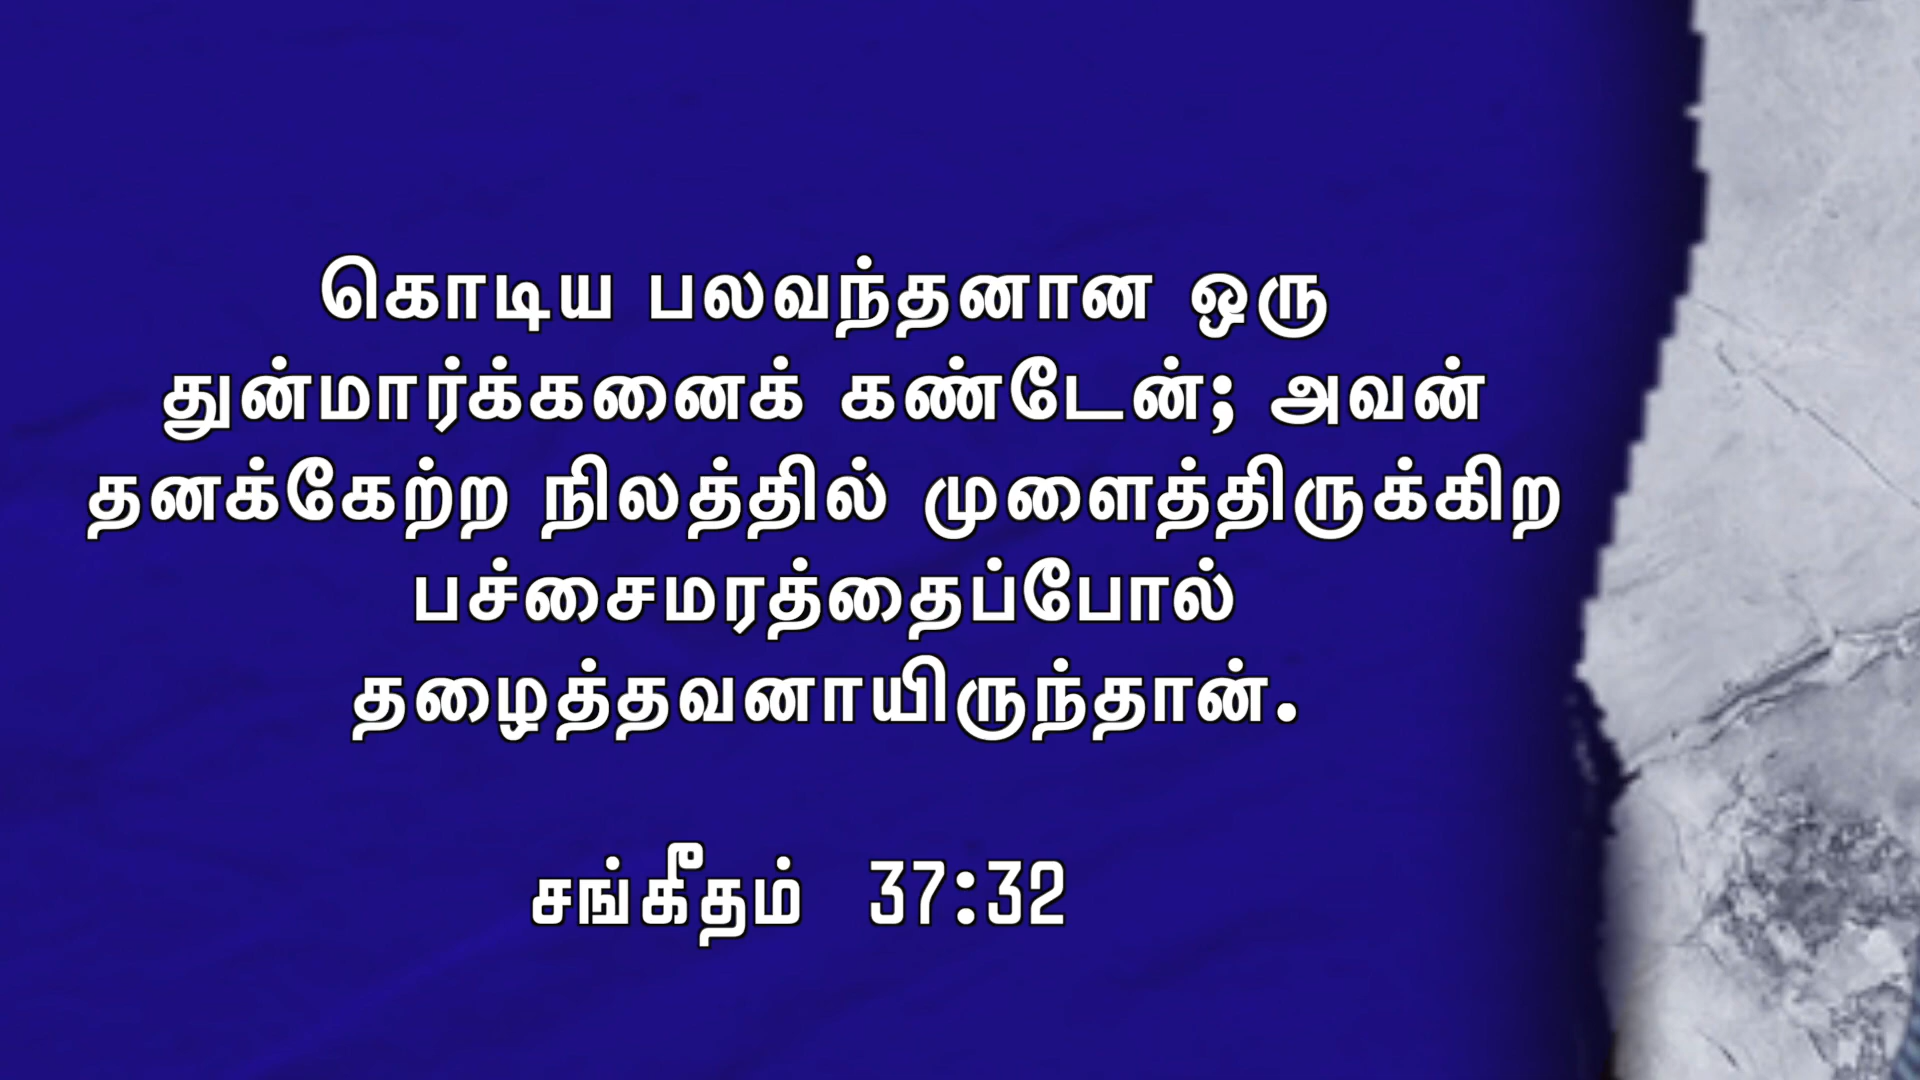 கொடிய பலவந்தனான ஒரு
துன்மார்க்கனைக் கண்டேன்; அவன்
தனக்கேற்ற நிலத்தில் முளைத்திருக்கிற
பச்சைமரத்தைப்போல்
தழைத்தவனாயிருந்தான்.
சங்கீதம் 37:32